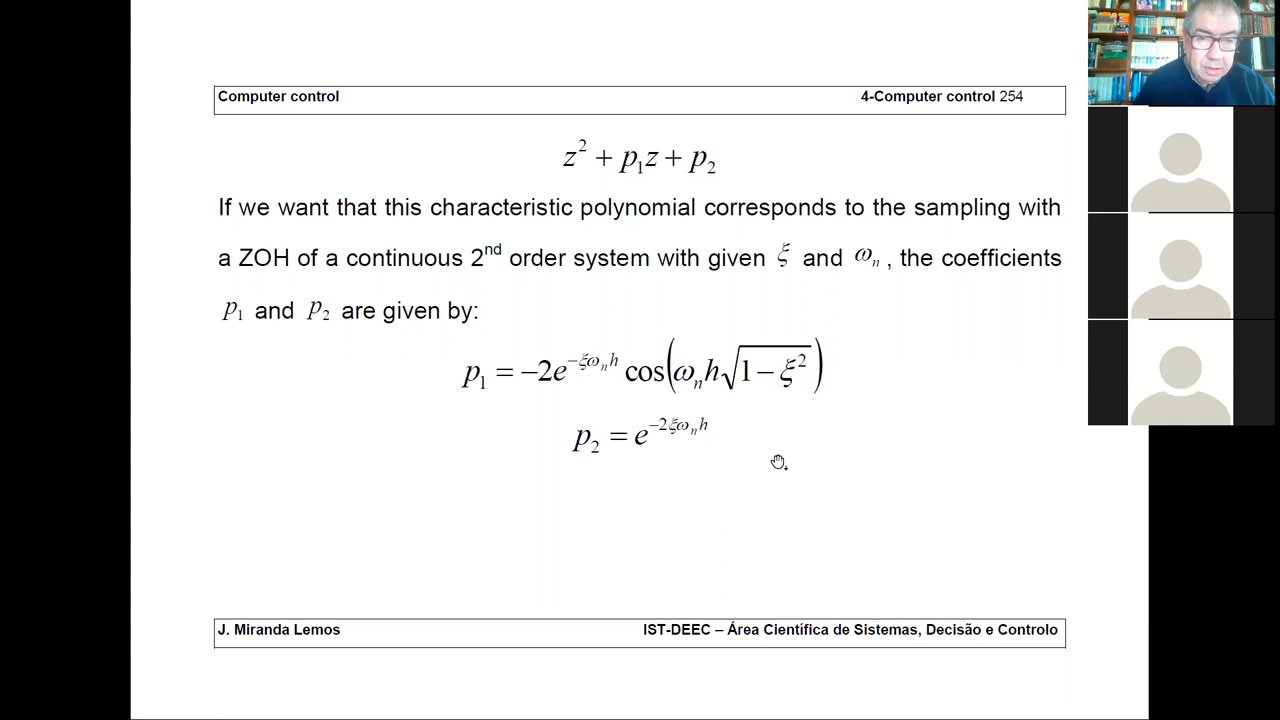 Computer control 4-Computer control 254
z² + p₁z + p₂
If we want that this characteristic polynomial corresponds to the sampling with
a ZOH of a continuous 2nd order system with given ξ and ωₙ, the coefficients
p₁ and p₂ are given by:
p₁ = −2e^(−ξωₙh) cos(ωₙh√(1 − ξ²))
p₂ = e^(−2ξωₙh)
J. Miranda Lemos IST-DEEC – Área Científica de Sistemas, Decisão e Controlo